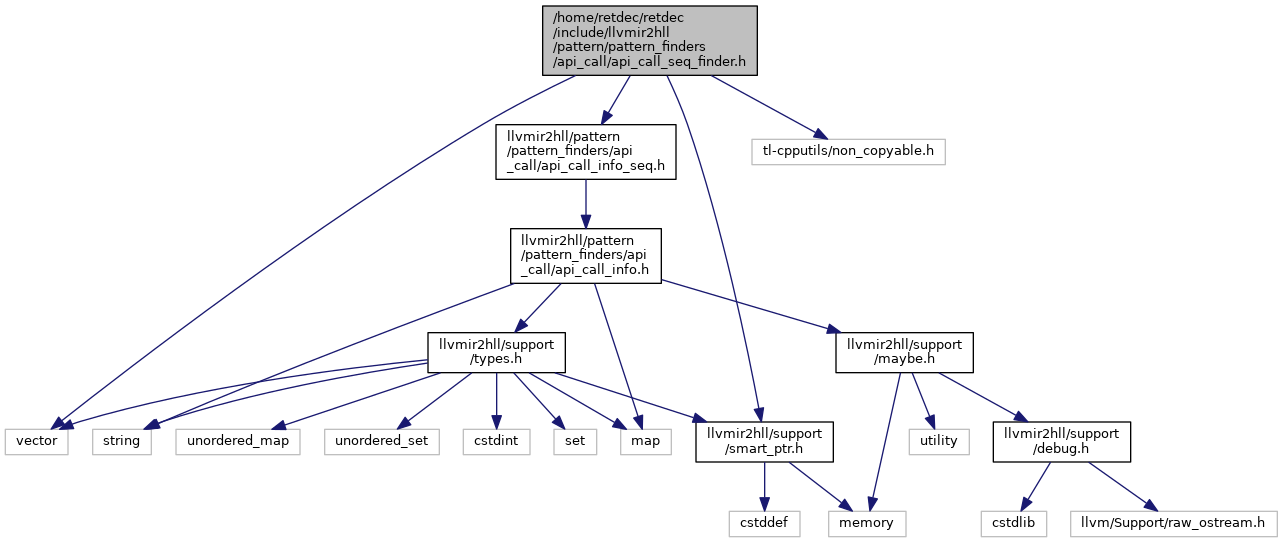 /home/retdec/retdec
/include/llvmir2hll
/pattern/pattern_finders
/api_call/api_call_seq_finder.h
llvmir2hll/pattern
/pattern_finders/api
_call/api_call_info_seq.h
tl-cpputils/non_copyable.h
llvmir2hll/pattern
/pattern_finders/api
_call/api_call_info.h
llvmir2hll/support
/types.h
llvmir2hll/support
/maybe.h
vector
string
unordered_map
unordered_set
cstdint
set
map
llvmir2hll/support
/smart_ptr.h
utility
llvmir2hll/support
/debug.h
cstddef
memory
cstdlib
llvm/Support/raw_ostream.h